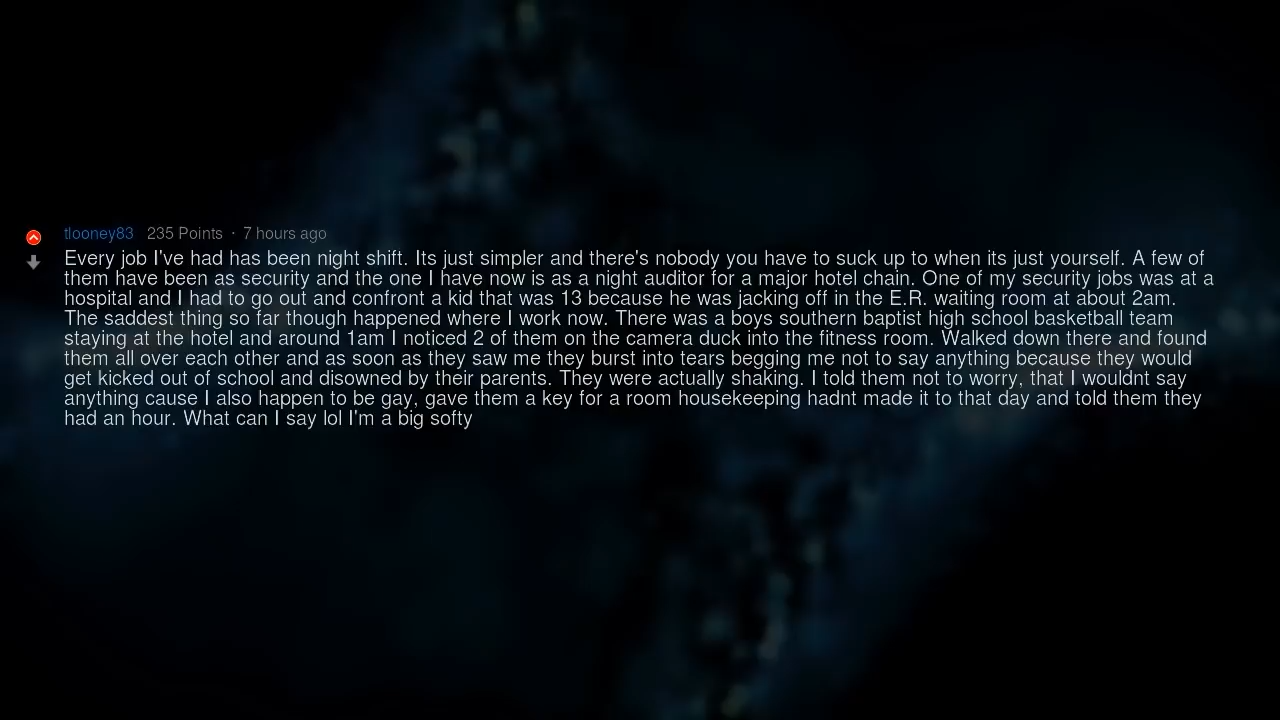 tlooney83 235 Points · 7 hours ago
Every job I've had has been night shift. Its just simpler and there's nobody you have to suck up to when its just yourself. A few of
them have been as security and the one I have now is as a night auditor for a major hotel chain. One of my security jobs was at a
hospital and I had to go out and confront a kid that was 13 because he was jacking off in the E.R. waiting room at about 2am.
The saddest thing so far though happened where I work now. There was a boys southern baptist high school basketball team
staying at the hotel and around 1am I noticed 2 of them on the camera duck into the fitness room. Walked down there and found
them all over each other and as soon as they saw me they burst into tears begging me not to say anything because they would
get kicked out of school and disowned by their parents. They were actually shaking. I told them not to worry, that I wouldnt say
anything cause I also happen to be gay, gave them a key for a room housekeeping hadnt made it to that day and told them they
had an hour. What can I say lol I'm a big softy